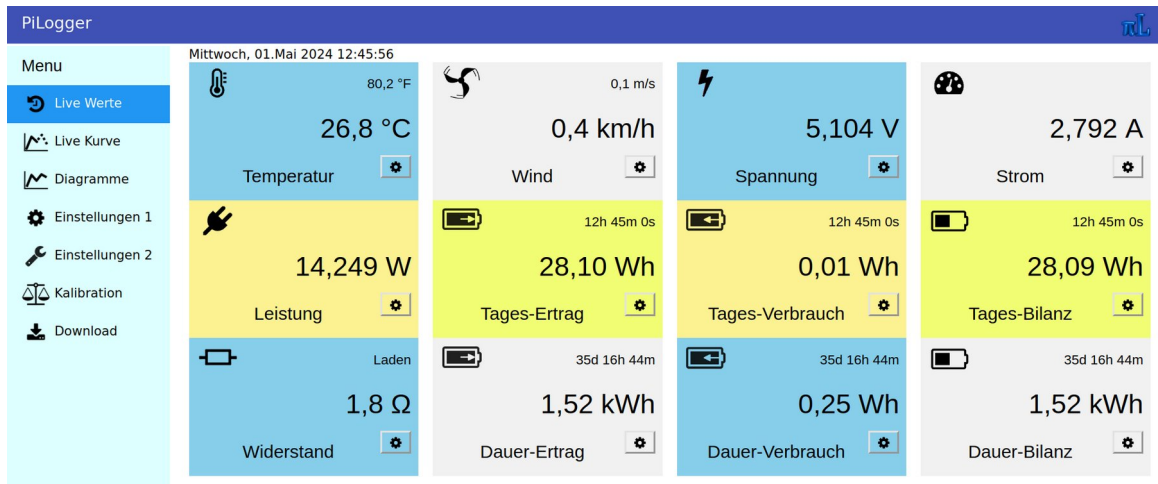 PiLogger
πL
Menu
Live Werte
Live Kurve
Diagramme
Einstellungen 1
Einstellungen 2
Kalibration
Download
Mittwoch, 01.Mai 2024 12:45:56
80,2 °F
26,8 °C
Temperatur
0,1 m/s
0,4 km/h
Wind
5,104 V
Spannung
2,792 A
Strom
14,249 W
Leistung
12h 45m 0s
28,10 Wh
Tages-Ertrag
12h 45m 0s
0,01 Wh
Tages-Verbrauch
12h 45m 0s
28,09 Wh
Tages-Bilanz
Laden
1,8 Ω
Widerstand
35d 16h 44m
1,52 kWh
Dauer-Ertrag
35d 16h 44m
0,25 Wh
Dauer-Verbrauch
35d 16h 44m
1,52 kWh
Dauer-Bilanz